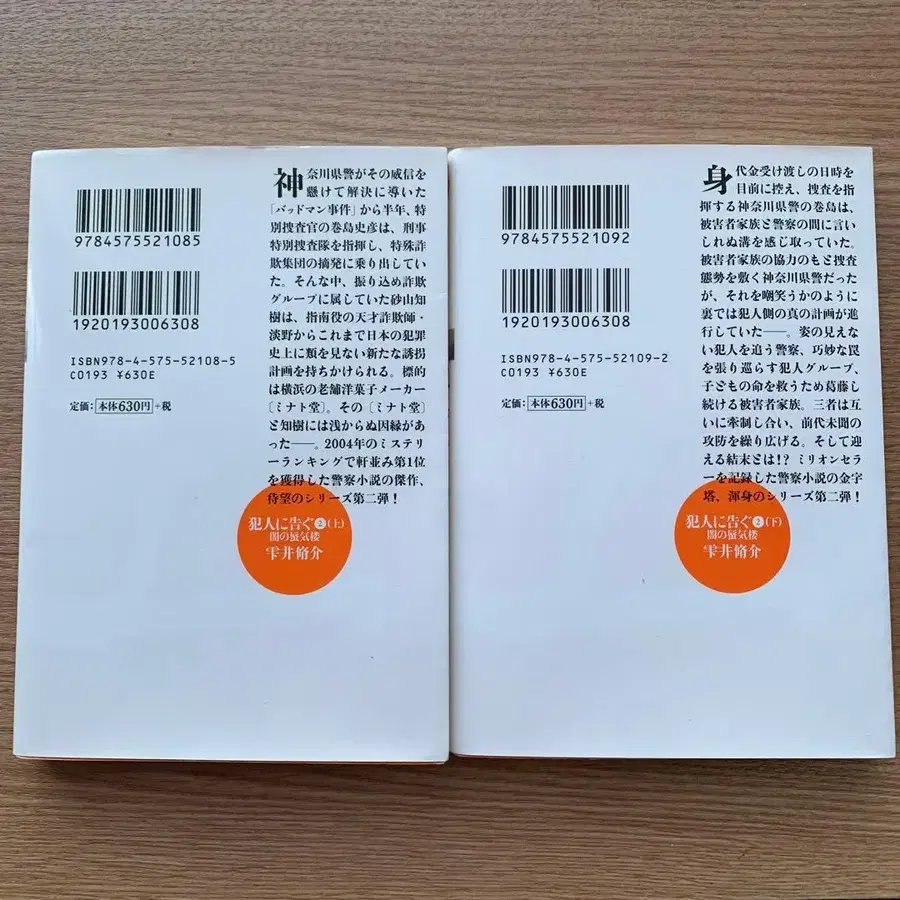 9784575521085
1920193006308
ISBN978-4-575-52108-5
C0193 ¥630E
定価：本体630円+税
神奈川県警がその威信を
懸けて解決に導いた
「バッドマン事件」から半年、特
別捜査官の巻島史彦は、刑事
特別捜査隊を指揮し、特殊詐
欺集団の摘発に乗り出してい
た。そんな中、振り込め詐欺
グループに属していた砂山知
樹は、指南役の天才詐欺師・
淡野からこれまで日本の犯罪
史上に類を見ない新たな誘拐
計画を持ちかけられる。標的
は横浜の老舗洋菓子メーカー
〔ミナト堂〕。その〔ミナト堂〕
と知樹には浅からぬ因縁があ
った——。2004年のミステリ
ーランキングで軒並み第1位
を獲得した警察小説の傑作、
待望のシリーズ第二弾！
犯人に告ぐ2（上）
闇の蜃気楼
雫井脩介
9784575521092
1920193006308
ISBN978-4-575-52109-2
C0193 ¥630E
定価：本体630円+税
身代金受け渡しの日時を
目前に控え、捜査を指
揮する神奈川県警の巻島は、
被害者家族と警察の間に言い
しれぬ溝を感じ取っていた。
被害者家族の協力のもと捜査
態勢を敷く神奈川県警だった
が、それを嘲笑うかのように
裏では犯人側の真の計画が進
行していた——。姿の見えな
い犯人を追う警察、巧妙な罠
を張り巡らす犯人グループ、
子どもの命を救うため葛藤し
続ける被害者家族。三者は互
いに牽制し合い、前代未聞の
攻防を繰り広げる。そして迎
える結末とは！？ ミリオンセラ
ーを記録した警察小説の金字
塔、渾身のシリーズ第二弾！
犯人に告ぐ2（下）
闇の蜃気楼
雫井脩介